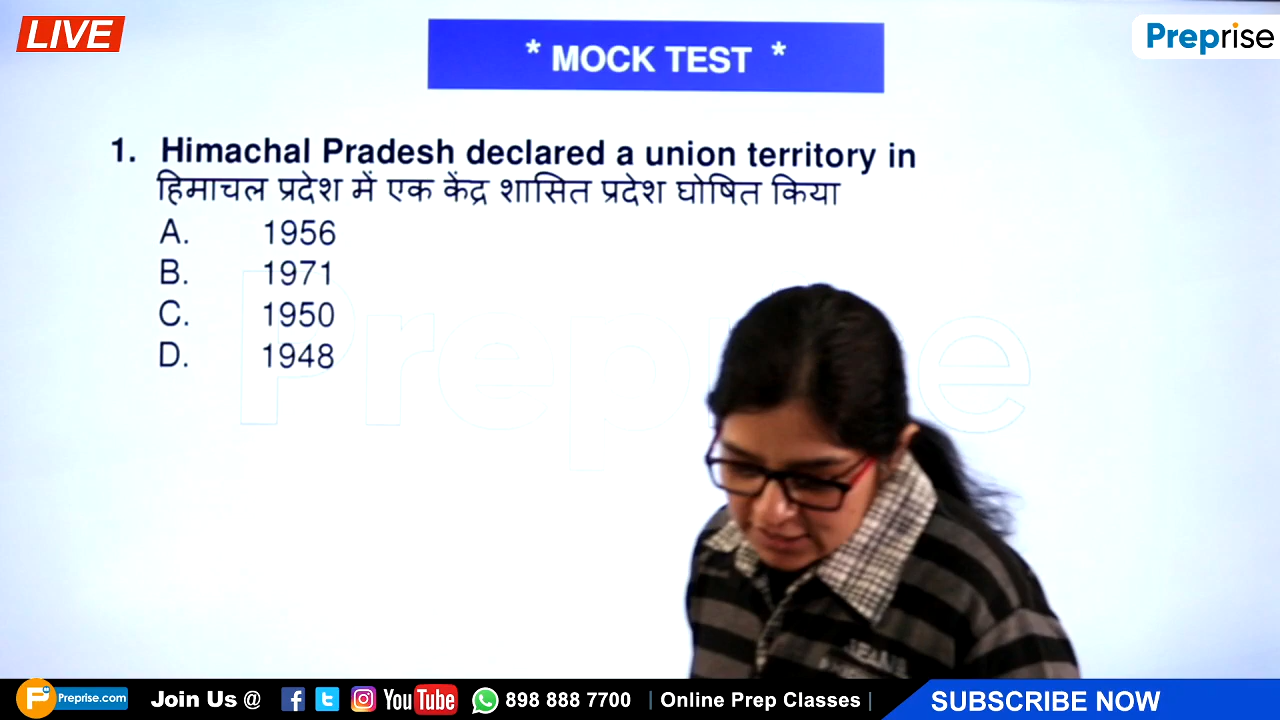 LIVE
* MOCK TEST *
Preprise
1. Himachal Pradesh declared a union territory in
हिमाचल प्रदेश में एक केंद्र शासित प्रदेश घोषित किया
A. 1956
B. 1971
C. 1950
D. 1948
Preprise.com Join Us @ YouTube 898 888 7700 | Online Prep Classes | SUBSCRIBE NOW